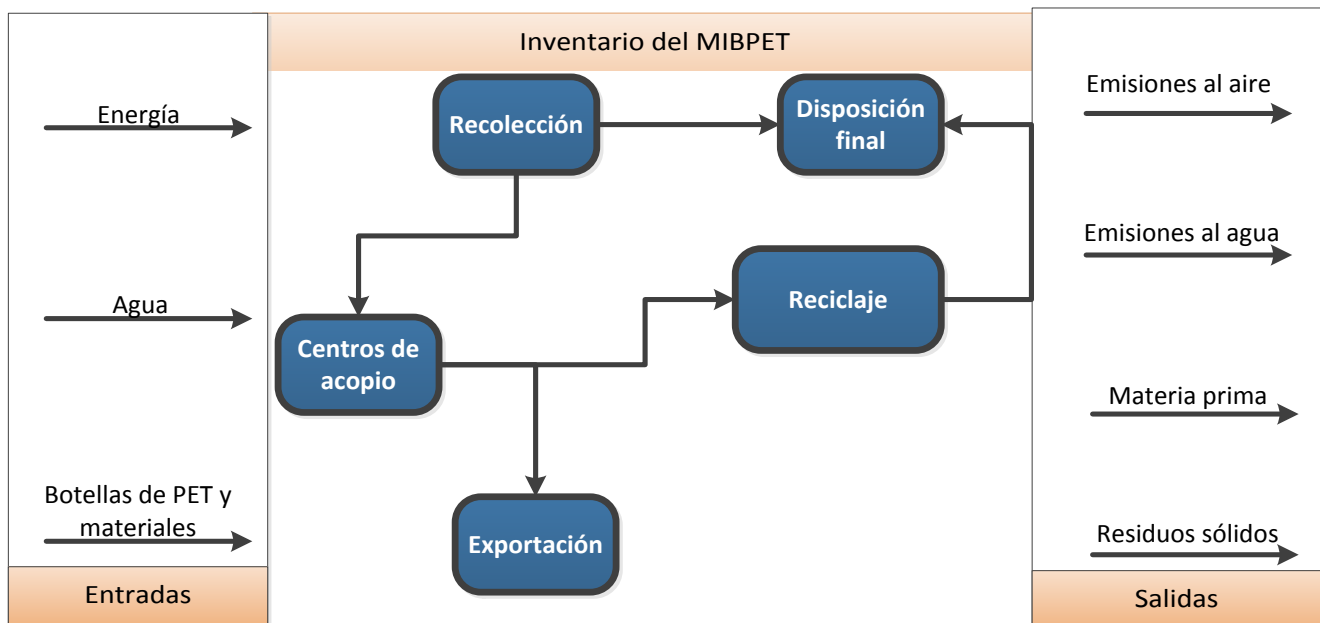 Inventario del MIBPET
Energía
Agua
Botellas de PET y
materiales
Entradas
Recolección
Disposición
final
Centros de
acopio
Reciclaje
Exportación
Emisiones al aire
Emisiones al agua
Materia prima
Residuos sólidos
Salidas